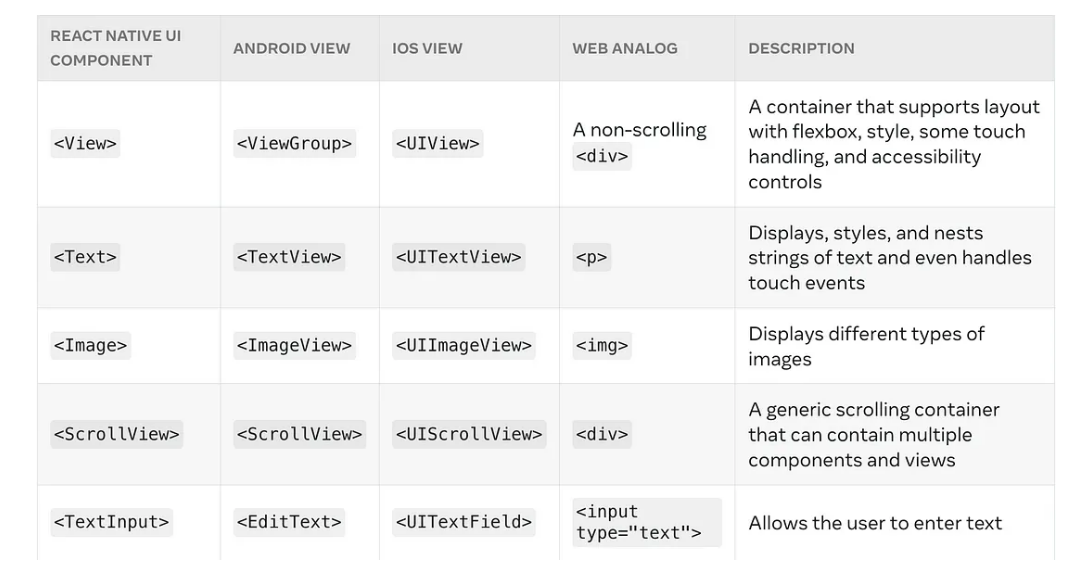 REACT NATIVE UI COMPONENT ANDROID VIEW IOS VIEW WEB ANALOG DESCRIPTION
<View> <ViewGroup> <UIView> A non-scrolling <div> A container that supports layout with flexbox, style, some touch handling, and accessibility controls
<Text> <TextView> <UITextView> <p> Displays, styles, and nests strings of text and even handles touch events
<Image> <ImageView> <UIImageView> <img> Displays different types of images
<ScrollView> <ScrollView> <UIScrollView> <div> A generic scrolling container that can contain multiple components and views
<TextInput> <EditText> <UITextField> <input type="text"> Allows the user to enter text